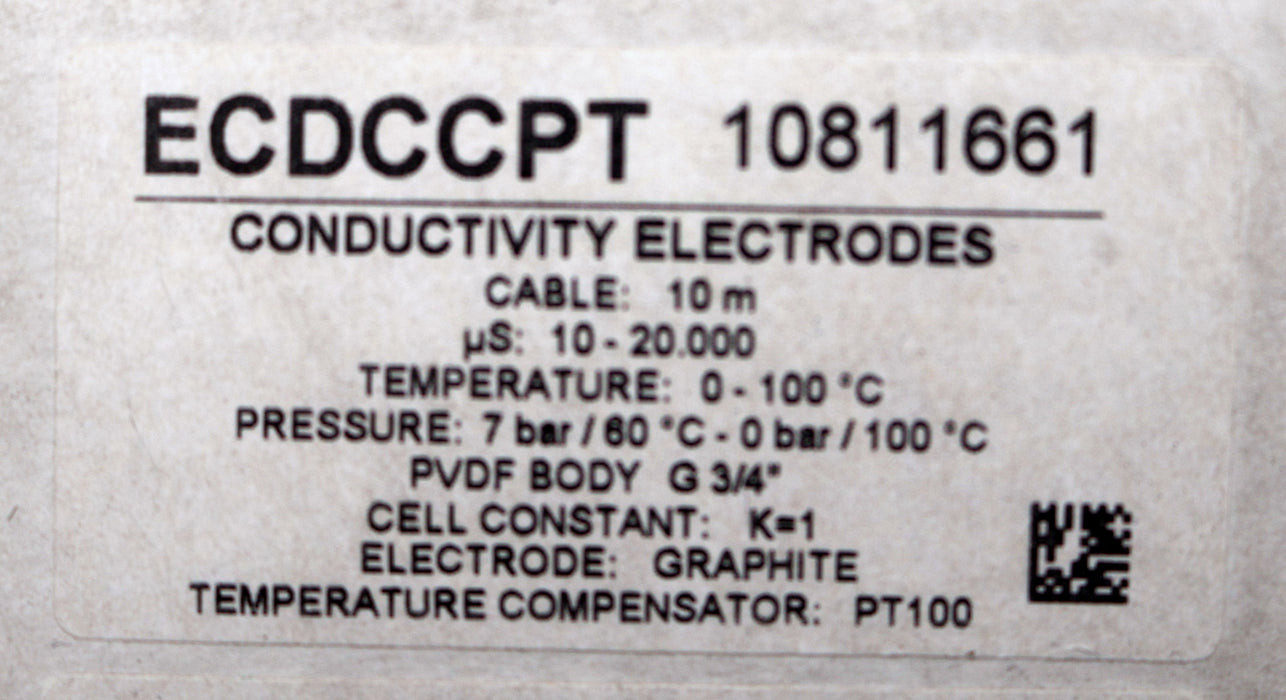 ECDCCPT 10811661
CONDUCTIVITY ELECTRODES
CABLE: 10 m
µS: 10 - 20.000
TEMPERATURE: 0 - 100 °C
PRESSURE: 7 bar / 60 °C - 0 bar / 100 °C
PVDF BODY G 3/4"
CELL CONSTANT: K=1
ELECTRODE: GRAPHITE
TEMPERATURE COMPENSATOR: PT100